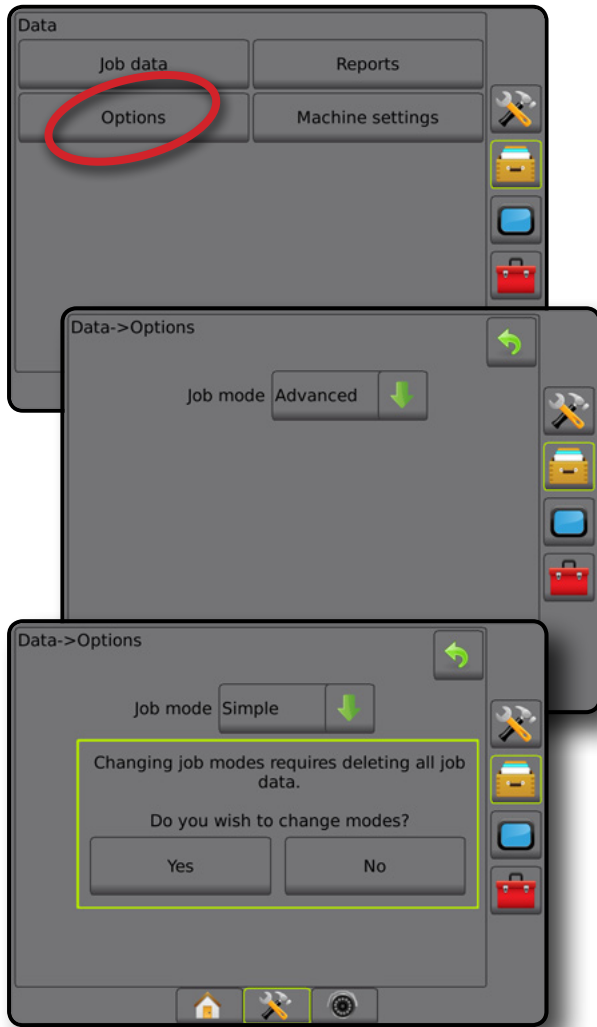 Data
Job data
Reports
Options
Machine settings
Data->Options
Job mode Advanced
Data->Options
Job mode Simple
Changing job modes requires deleting all job
data.
Do you wish to change modes?
Yes
No